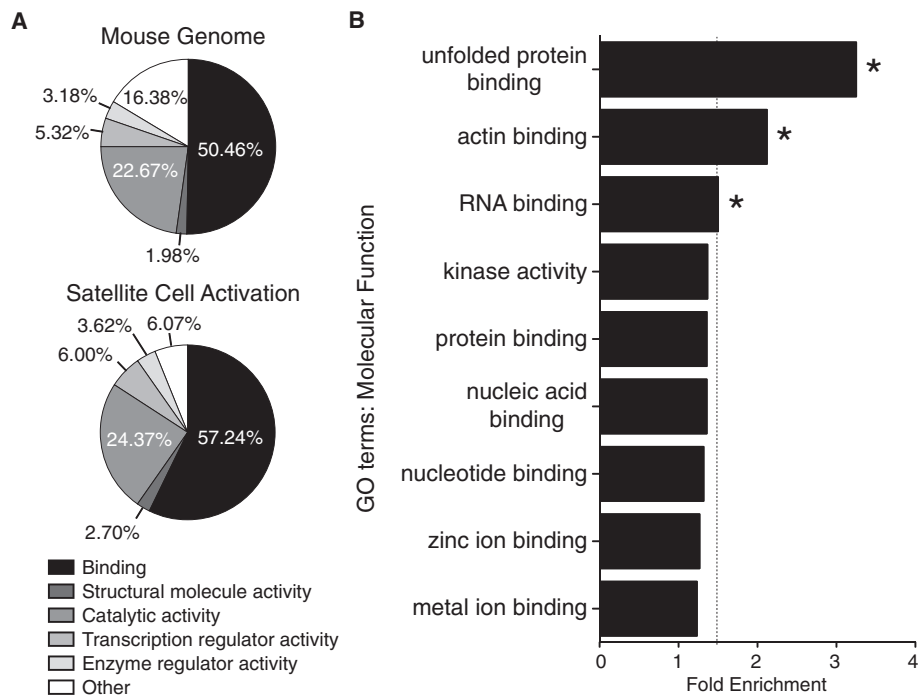 A
Mouse Genome
3.18%
16.38%
5.32%
50.46%
22.67%
1.98%
Satellite Cell Activation
3.62%
6.07%
6.00%
24.37%
57.24%
2.70%
Binding
Structural molecule activity
Catalytic activity
Transcription regulator activity
Enzyme regulator activity
Other
B
GO terms: Molecular Function
unfolded protein
binding
*
actin binding
*
RNA binding
*
kinase activity
protein binding
nucleic acid
binding
nucleotide binding
zinc ion binding
metal ion binding
0 1 2 3 4
Fold Enrichment